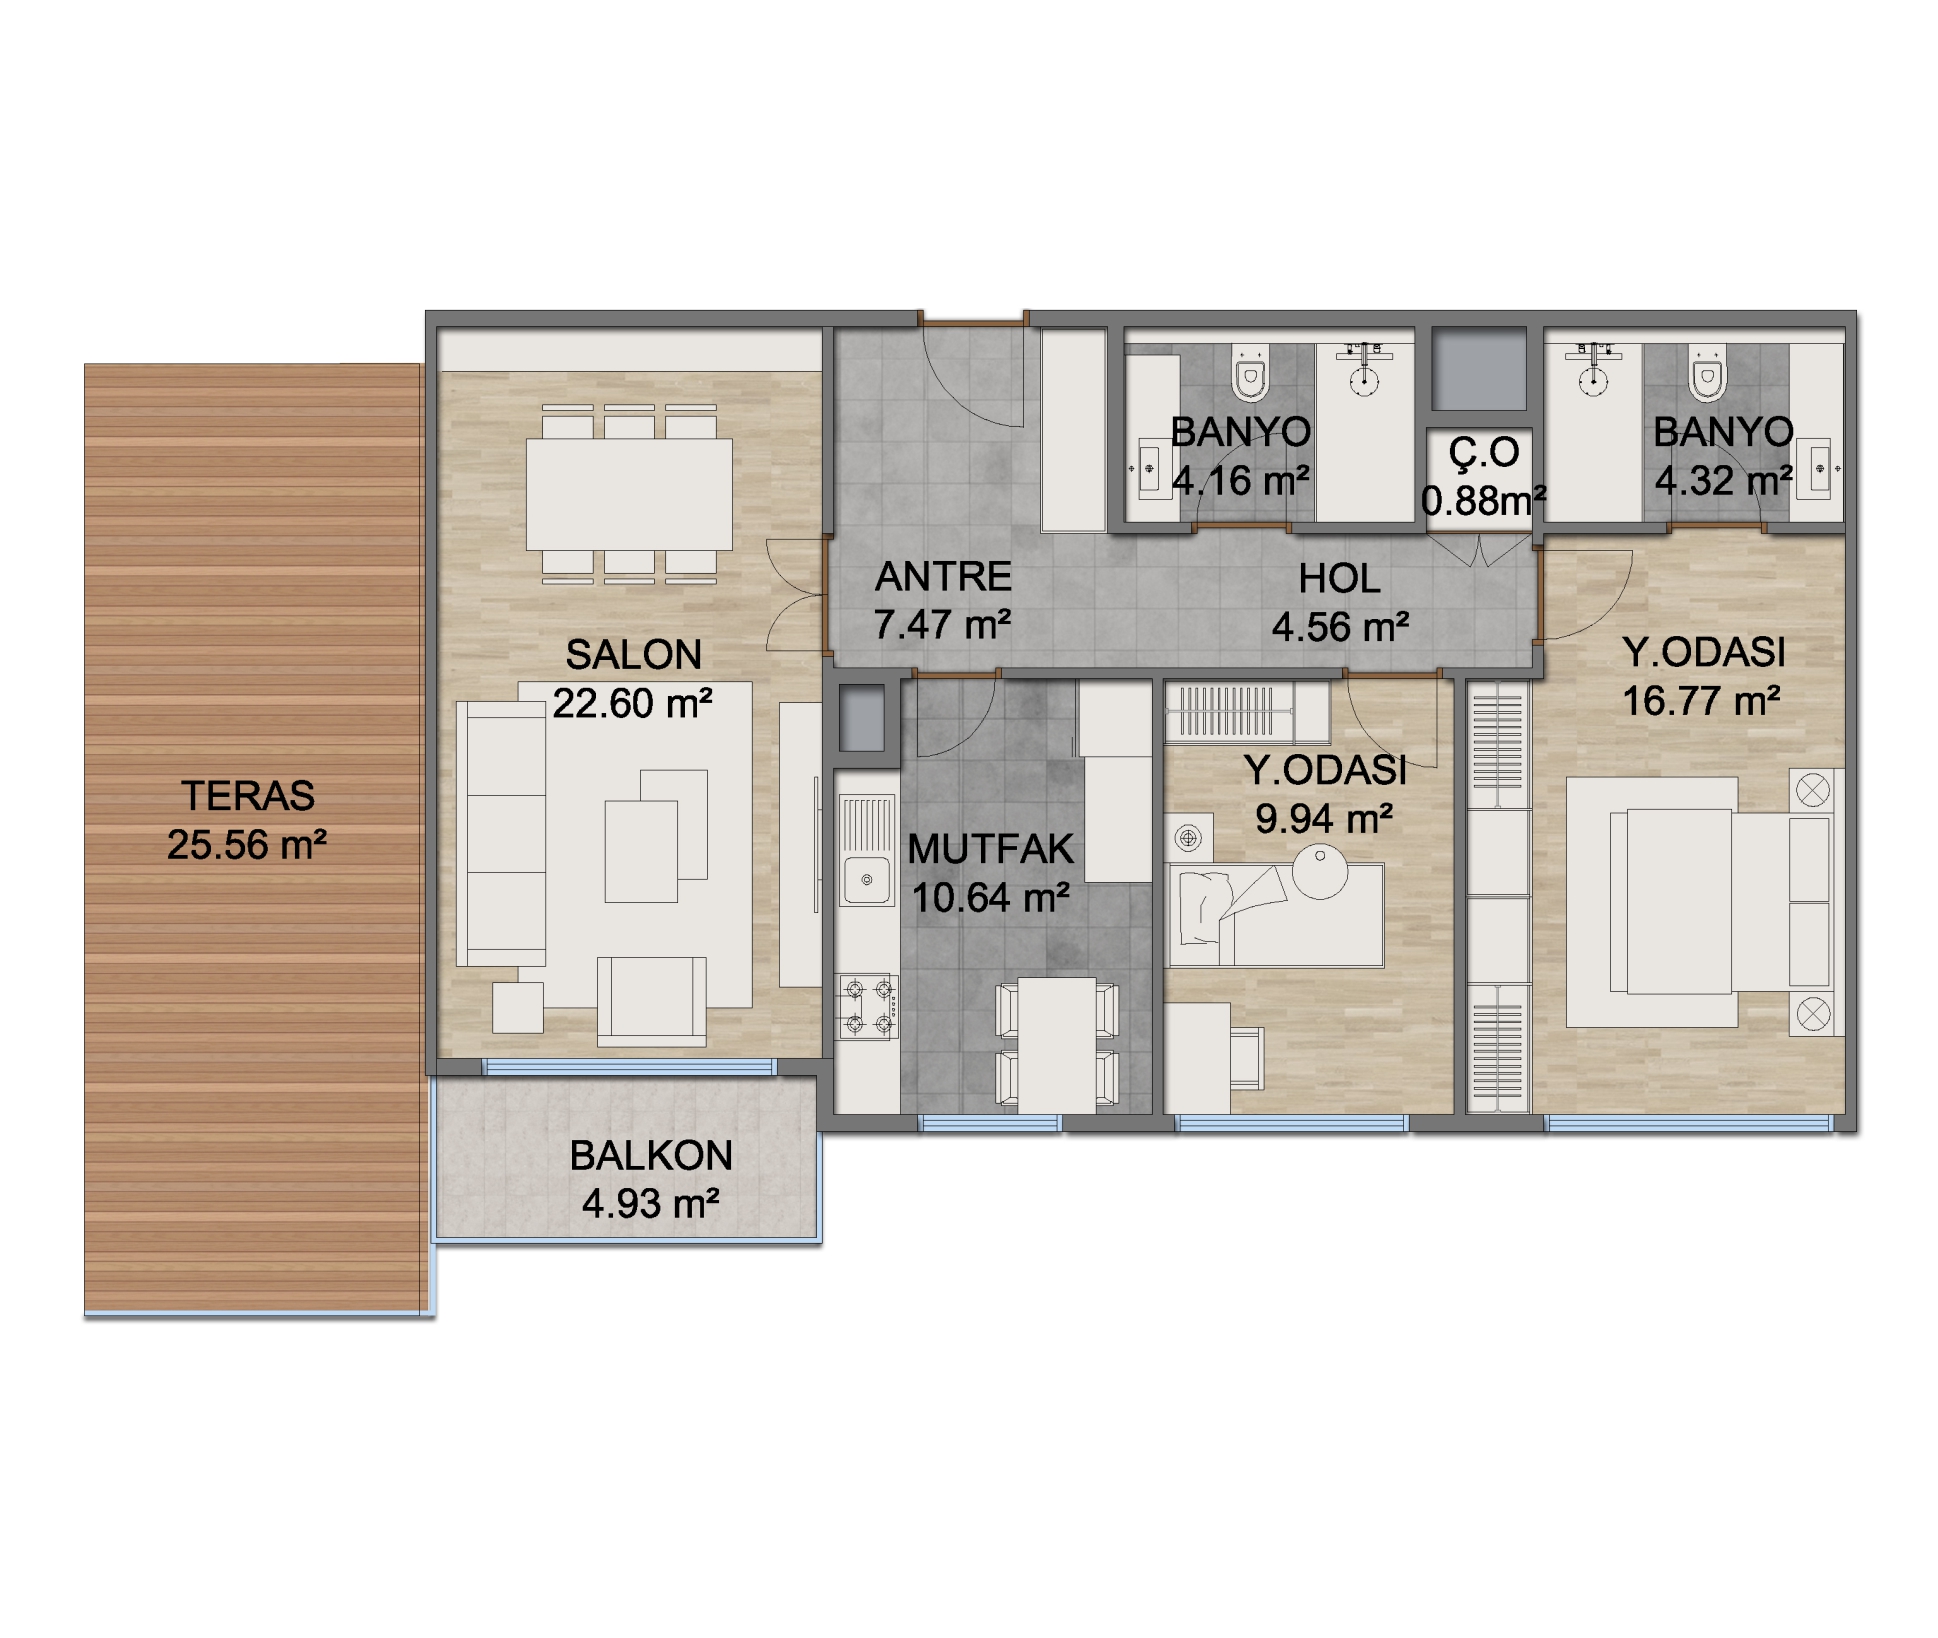 BANYO
4.16 m²
Ç.O
0.88m²
BANYO
4.32 m²
ANTRE
7.47 m²
HOL
4.56 m²
SALON
22.60 m²
Y.ODASI
16.77 m²
Y.ODASI
9.94 m²
TERAS
25.56 m²
MUTFAK
10.64 m²
BALKON
4.93 m²